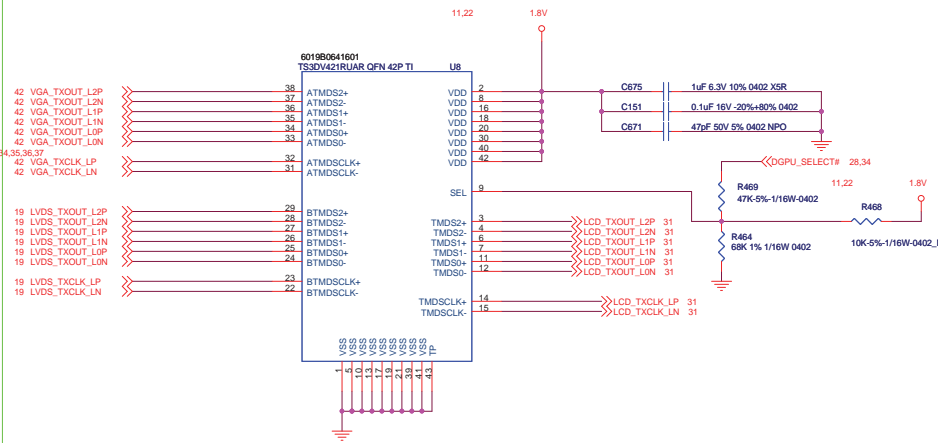 11,22 1.8V
6019B0641601
TS3DV421RUAR QFN 42P TI U8
42 VGA_TXOUT_L2P 38 ATMDS2+ VDD 2
42 VGA_TXOUT_L2N 37 ATMDS2- VDD 8
42 VGA_TXOUT_L1P 36 ATMDS1+ VDD 16
42 VGA_TXOUT_L1N 35 ATMDS1- VDD 18
42 VGA_TXOUT_L0P 34 ATMDS0+ VDD 20
42 VGA_TXOUT_L0N 33 ATMDS0- VDD 30
VDD 40
VDD 42
34,35,36,37
42 VGA_TXCLK_LP 32 ATMDSCLK+
42 VGA_TXCLK_LN 31 ATMDSCLK-
C675 1uF 6.3V 10% 0402 X5R
C151 0.1uF 16V -20%+80% 0402
C671 47pF 50V 5% 0402 NPO
DGPU_SELECT# 28,34
SEL 9
R469
47K-5%-1/16W-0402
11,22 1.8V
R468
10K-5%-1/16W-0402_
R464
68K 1% 1/16W 0402
19 LVDS_TXOUT_L2P 29 BTMDS2+
19 LVDS_TXOUT_L2N 28 BTMDS2-
19 LVDS_TXOUT_L1P 27 BTMDS1+
19 LVDS_TXOUT_L1N 26 BTMDS1-
19 LVDS_TXOUT_L0P 25 BTMDS0+
19 LVDS_TXOUT_L0N 24 BTMDS0-
TMDS2+ 3 LCD_TXOUT_L2P 31
TMDS2- 4 LCD_TXOUT_L2N 31
TMDS1+ 6 LCD_TXOUT_L1P 31
TMDS1- 7 LCD_TXOUT_L1N 31
TMDS0+ 11 LCD_TXOUT_L0P 31
TMDS0- 12 LCD_TXOUT_L0N 31
19 LVDS_TXCLK_LP 23 BTMDSCLK+
19 LVDS_TXCLK_LN 22 BTMDSCLK-
TMDSCLK+ 14 LCD_TXCLK_LP 31
TMDSCLK- 15 LCD_TXCLK_LN 31
VSS VSS VSS VSS VSS VSS VSS VSS VSS TP
1 5 10 13 17 19 21 39 41 43